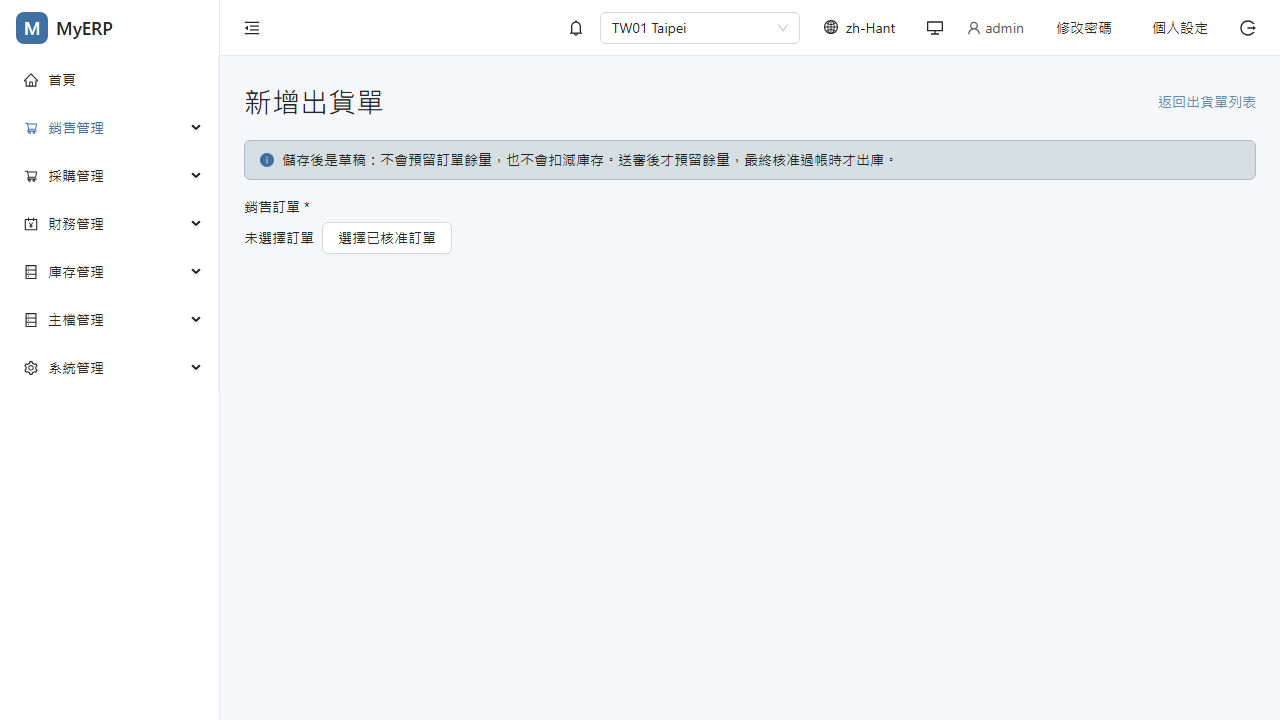 M MyERP
TW01 Taipei
zh-Hant
admin
修改密碼
個人設定
首頁
銷售管理
採購管理
財務管理
庫存管理
主檔管理
系統管理
新增出貨單
返回出貨單列表
儲存後是草稿：不會預留訂單餘量，也不會扣減庫存。送審後才預留餘量，最終核准過帳時才出庫。
銷售訂單 *
未選擇訂單 選擇已核准訂單